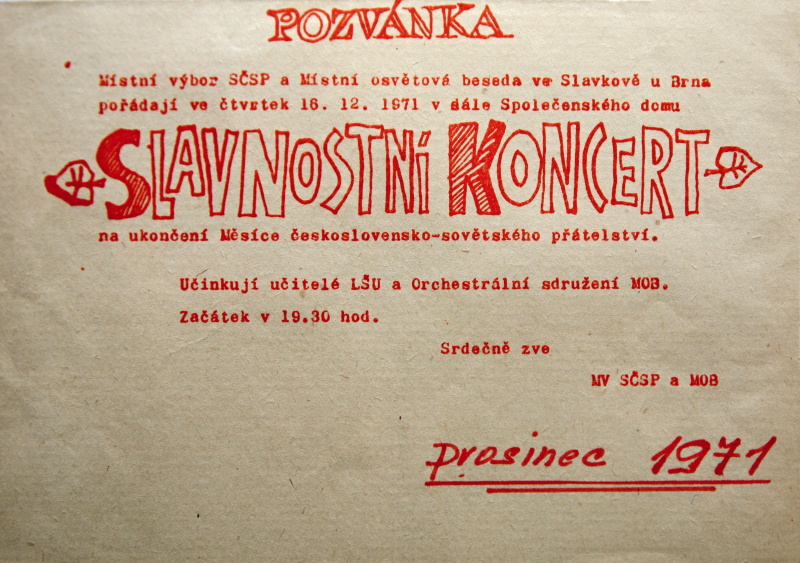 POZVÁNKA
Místní výbor SČSP a Místní osvětová beseda ve Slavkově u Brna
pořádají ve čtvrtek 16. 12. 1971 v sále Společenského domu
SLAVNOSTNí KONCERT
na ukončení Měsíce československo-sovětského přátelství.
Učinkují učitelé LŠU a Orchestrální sdružení MOB.
Začátek v 19.30 hod.
Srdečně zve
MV SČSP a MOB
prosinec 1971